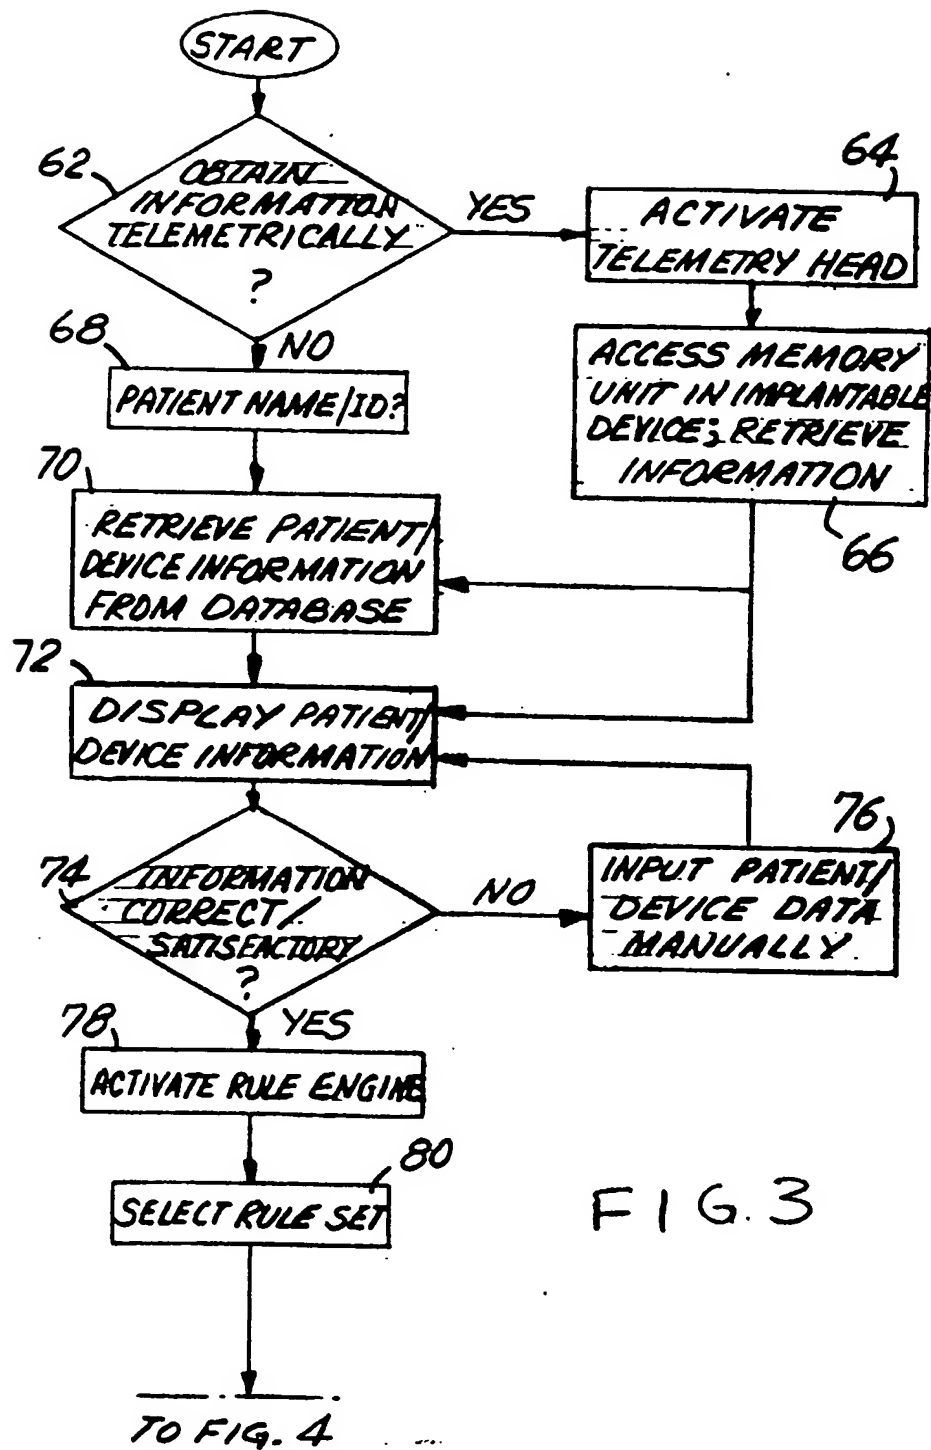 START
62
OBTAIN
INFORMATION
TELEMETRICALLY
?
YES
64
ACTIVATE
TELEMETRY HEAD
ACCESS MEMORY
UNIT IN IMPLANTABLE
DEVICE; RETRIEVE
INFORMATION
66
NO
68
PATIENT NAME/ID?
70
RETRIEVE PATIENT/
DEVICE INFORMATION
FROM DATABASE
72
DISPLAY PATIENT/
DEVICE INFORMATION
74
INFORMATION
CORRECT/
SATISFACTORY
?
NO
76
INPUT PATIENT/
DEVICE DATA
MANUALLY
YES
78
ACTIVATE RULE ENGINE
80
SELECT RULE SET
FIG. 3
TO FIG. 4